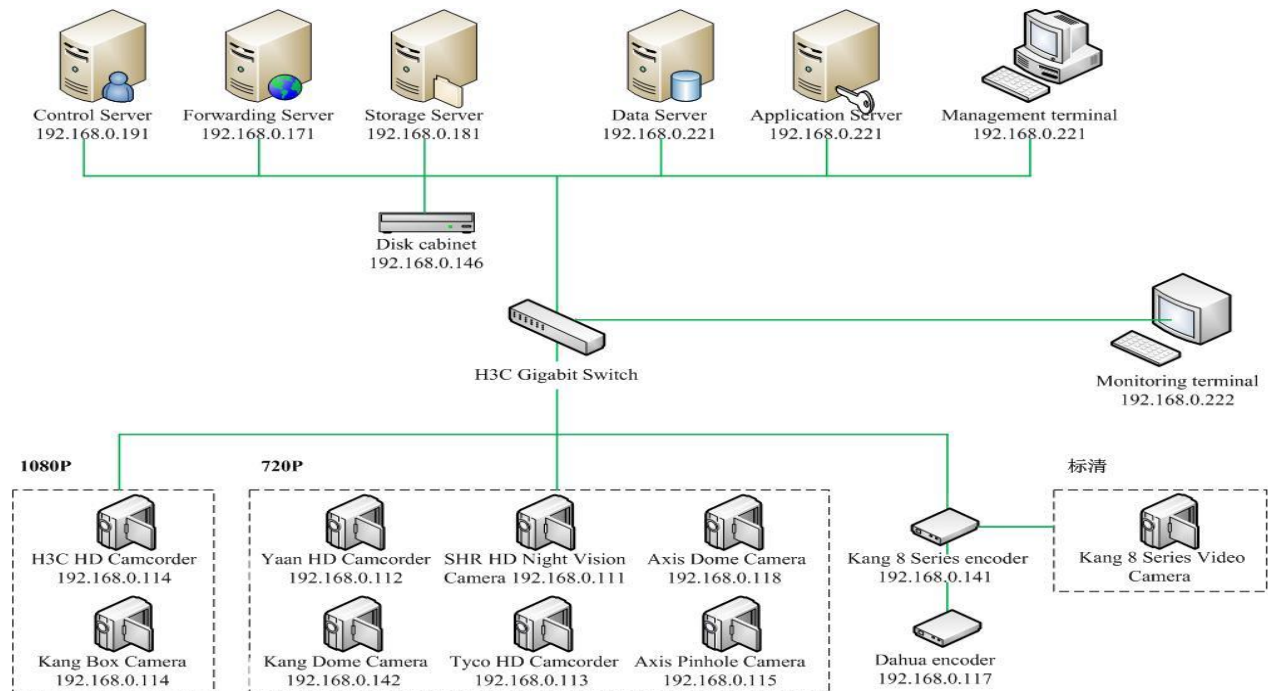 Control Server
192.168.0.191
Forwarding Server
192.168.0.171
Storage Server
192.168.0.181
Data Server
192.168.0.221
Application Server
192.168.0.221
Management terminal
192.168.0.221
Disk cabinet
192.168.0.146
H3C Gigabit Switch
Monitoring terminal
192.168.0.222
1080P
H3C HD Camcorder
192.168.0.114
Kang Box Camera
192.168.0.114
720P
Yaan HD Camcorder
192.168.0.112
SHR HD Night Vision
Camera 192.168.0.111
Axis Dome Camera
192.168.0.118
Kang Dome Camera
192.168.0.142
Tyco HD Camcorder
192.168.0.113
Axis Pinhole Camera
192.168.0.115
Kang 8 Series encoder
192.168.0.141
Dahua encoder
192.168.0.117
标清
Kang 8 Series Video
Camera